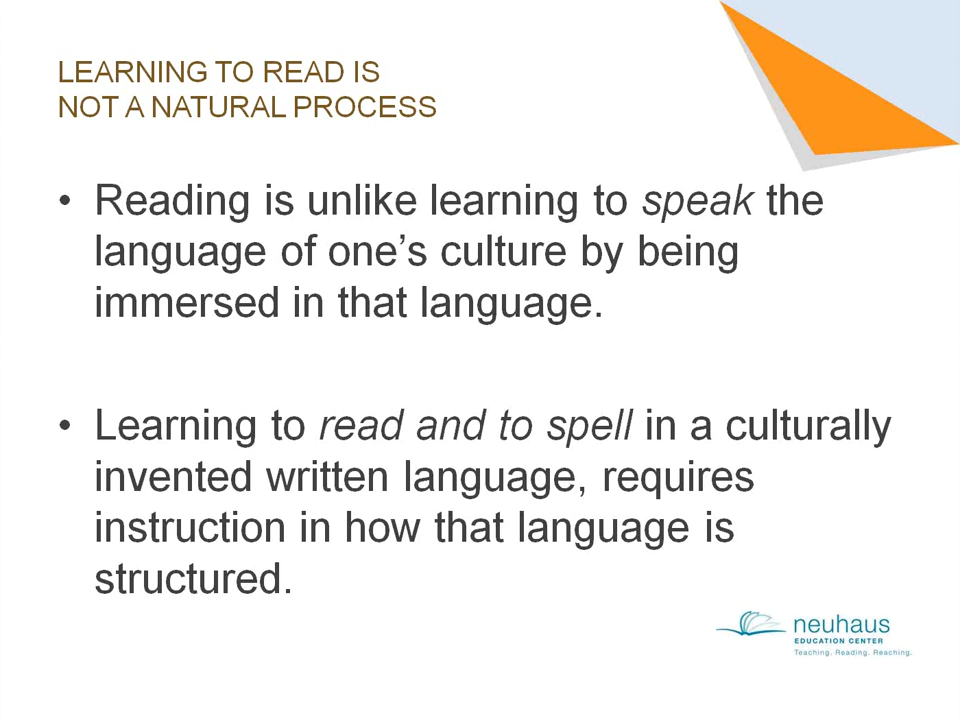 LEARNING TO READ IS
NOT A NATURAL PROCESS
• Reading is unlike learning to speak the
language of one’s culture by being
immersed in that language.
• Learning to read and to spell in a culturally
invented written language, requires
instruction in how that language is
structured.
neuhaus
EDUCATION CENTER
Teaching. Reading. Reaching.